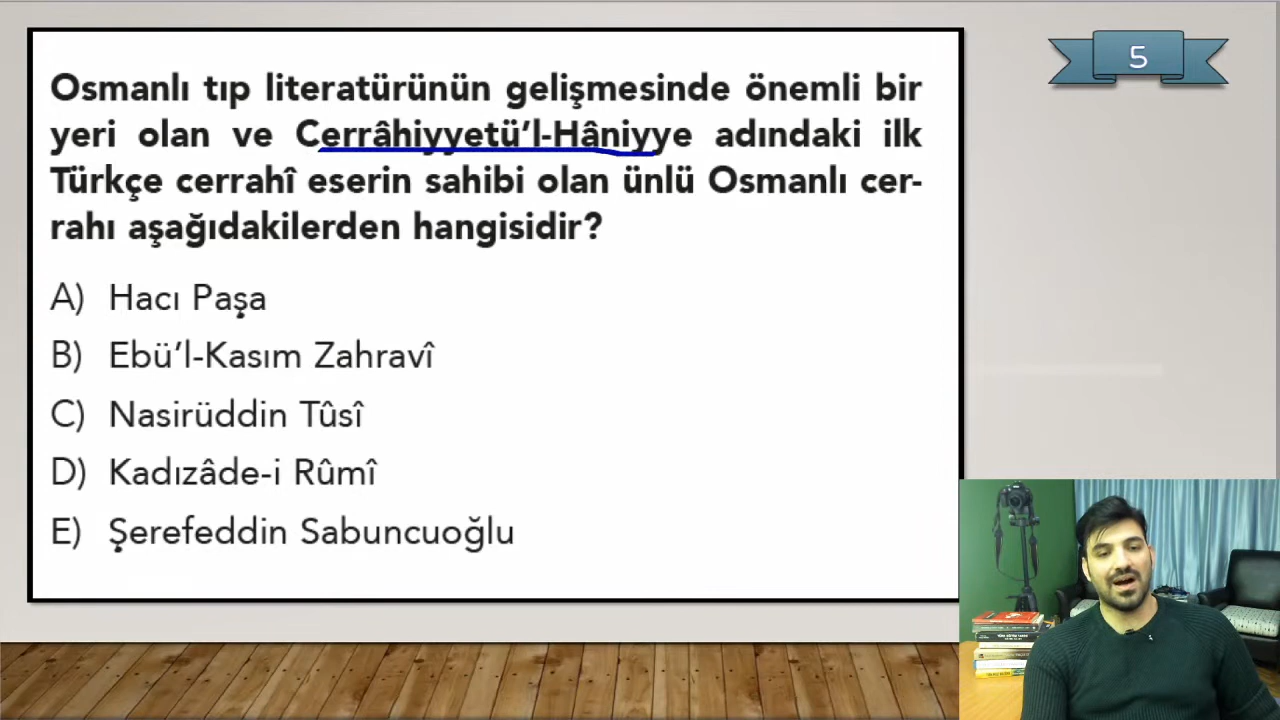 5
Osmanlı tıp literatürünün gelişmesinde önemli bir
yeri olan ve Cerrâhiyyetü’l-Hâniyye adındaki ilk
Türkçe cerrahî eserin sahibi olan ünlü Osmanlı cer-
rahı aşağıdakilerden hangisidir?
A) Hacı Paşa
B) Ebü’l-Kasım Zahravî
C) Nasirüddin Tûsî
D) Kadızâde-i Rûmî
E) Şerefeddin Sabuncuoğlu